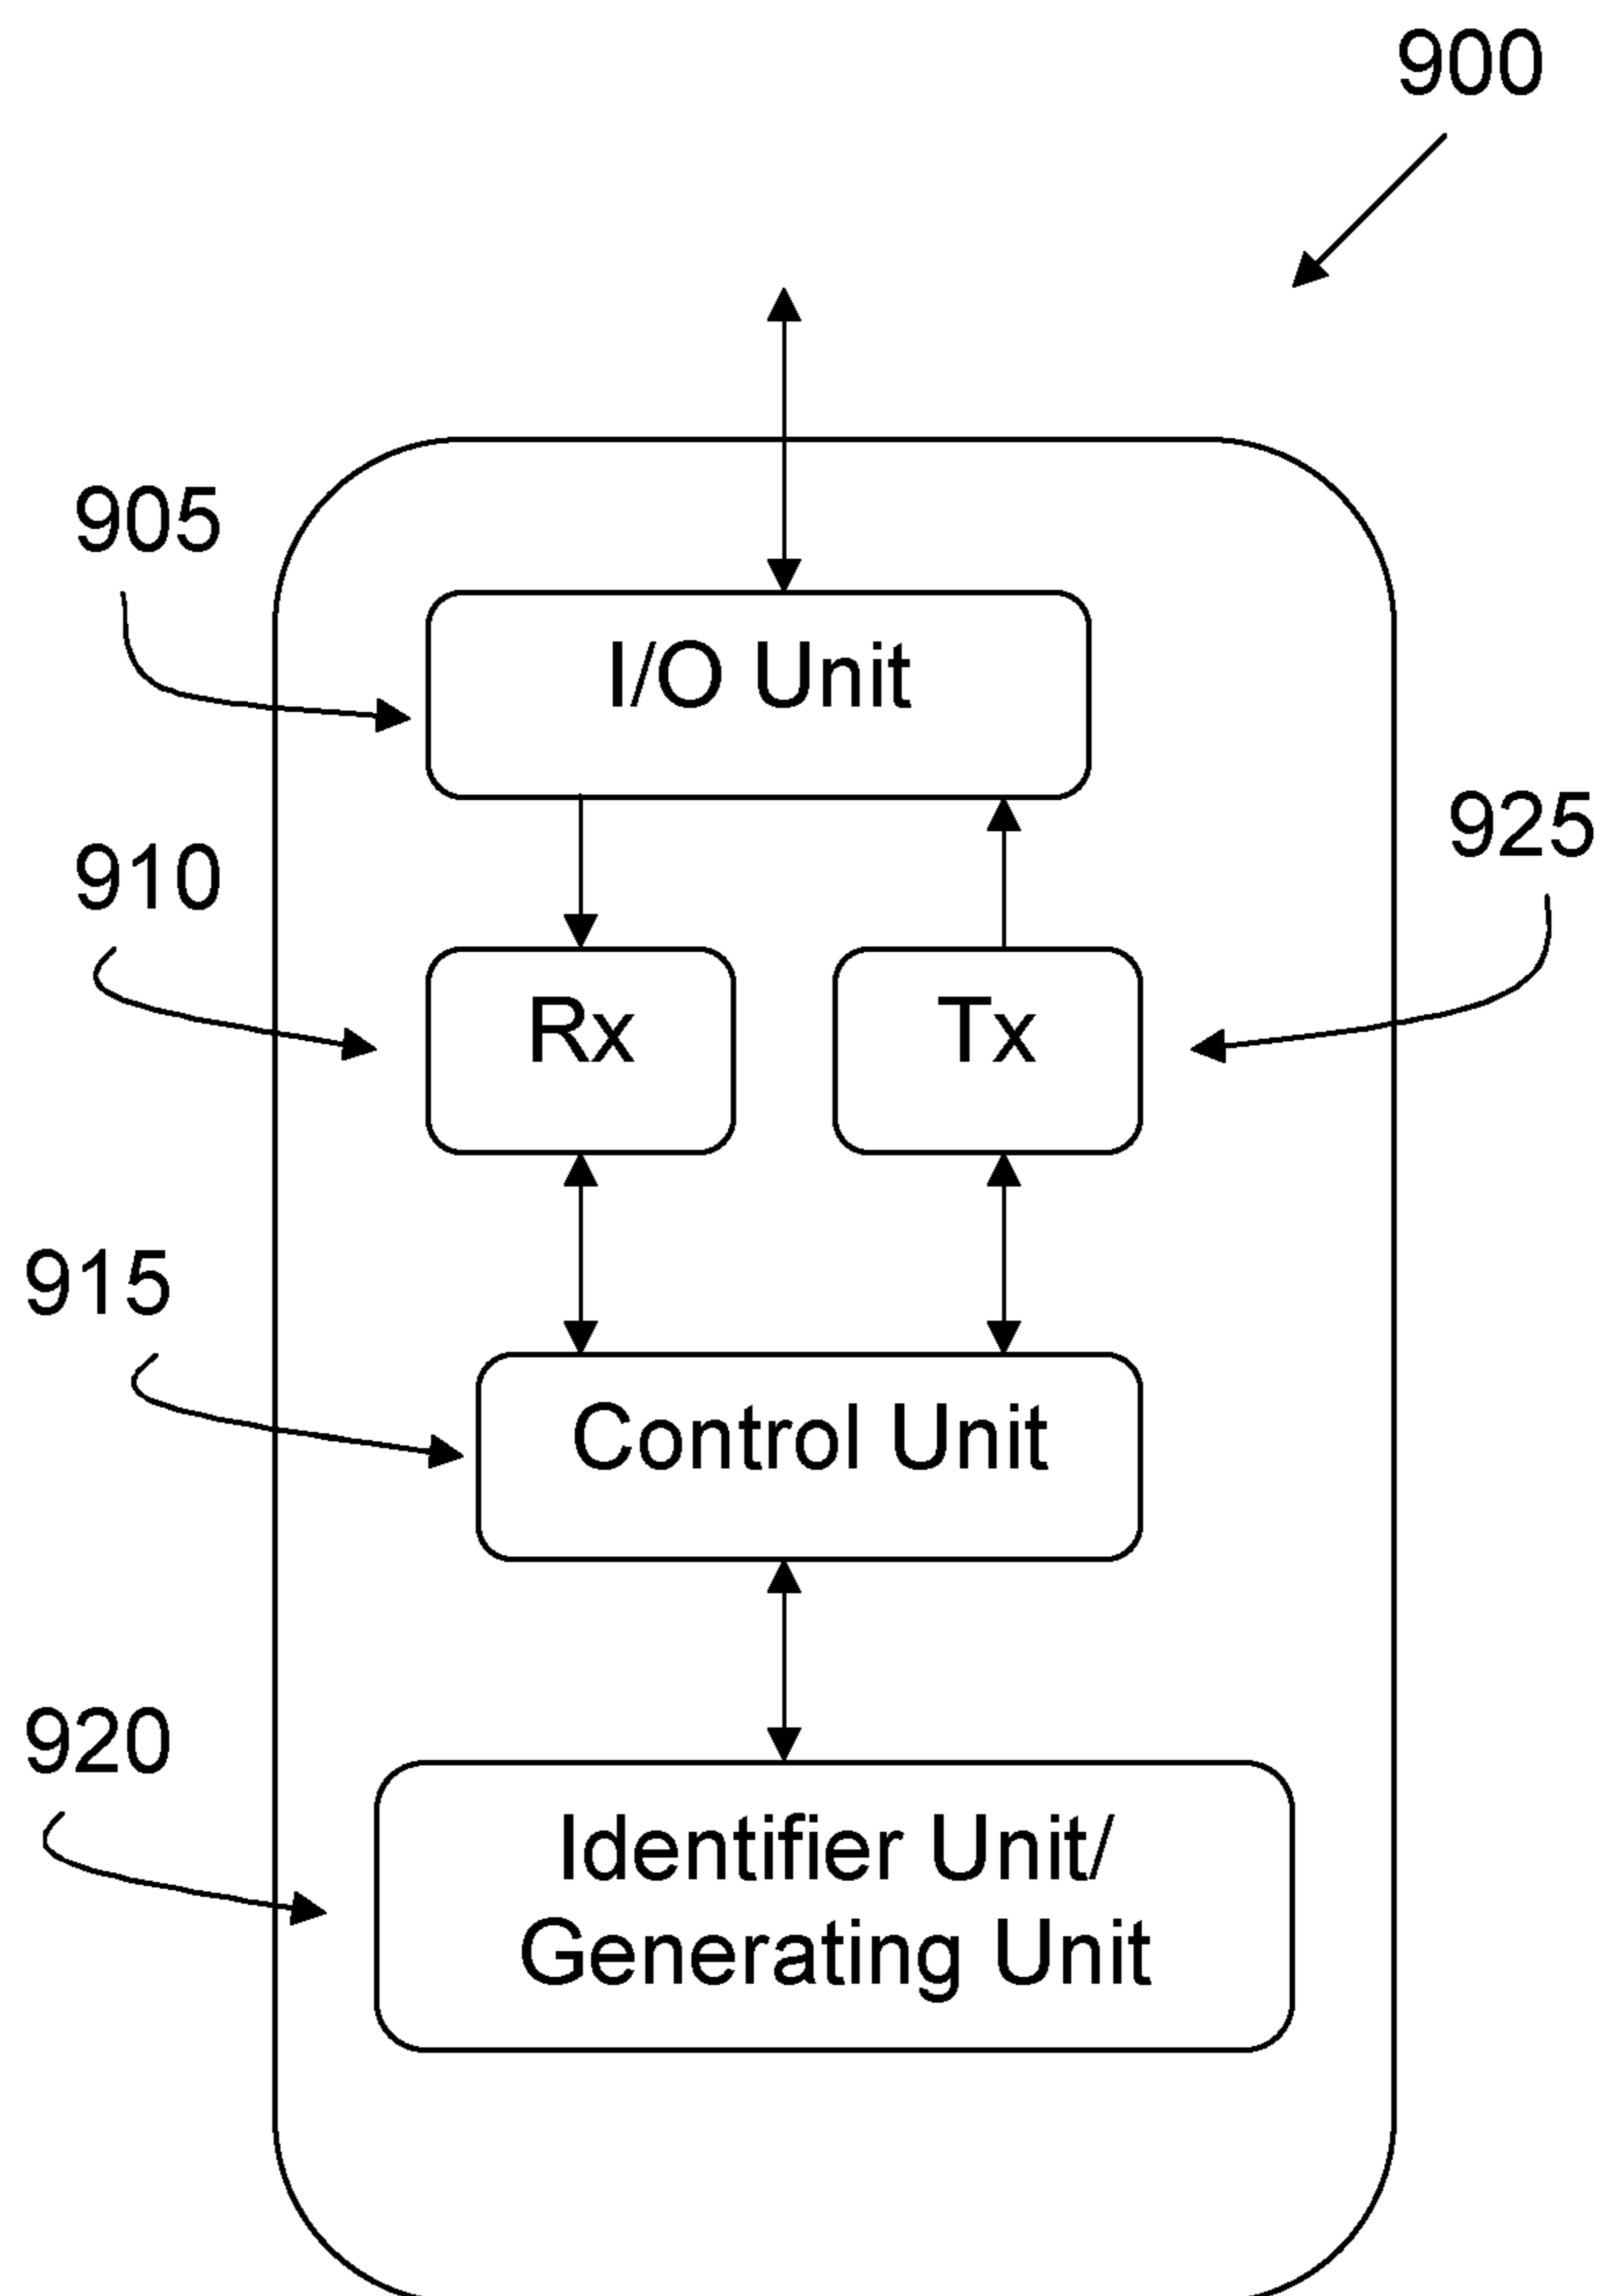 900
905
I/O Unit
925
910
Rx
Tx
915
Control Unit
920
Identifier Unit/
Generating Unit